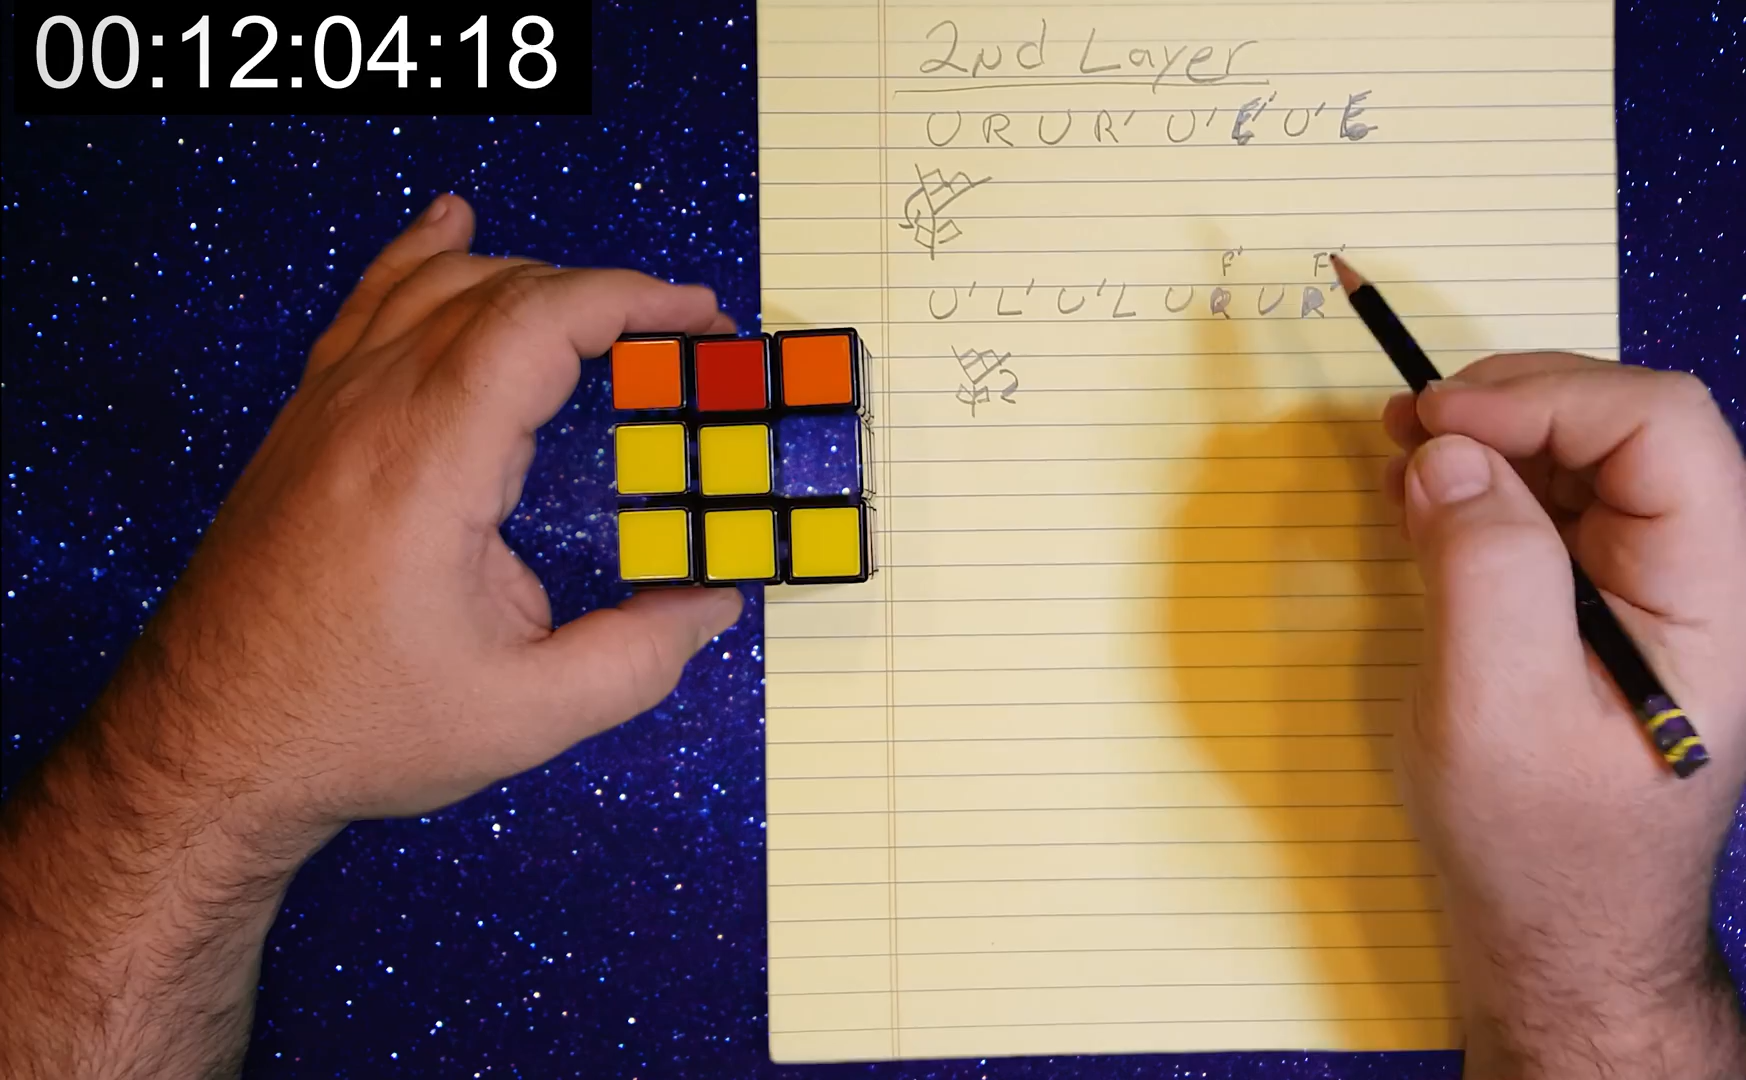 00:12:04:18
2nd Layer
U R U R' U' E' U' E
F' F'
U' L' U' L U R U R'